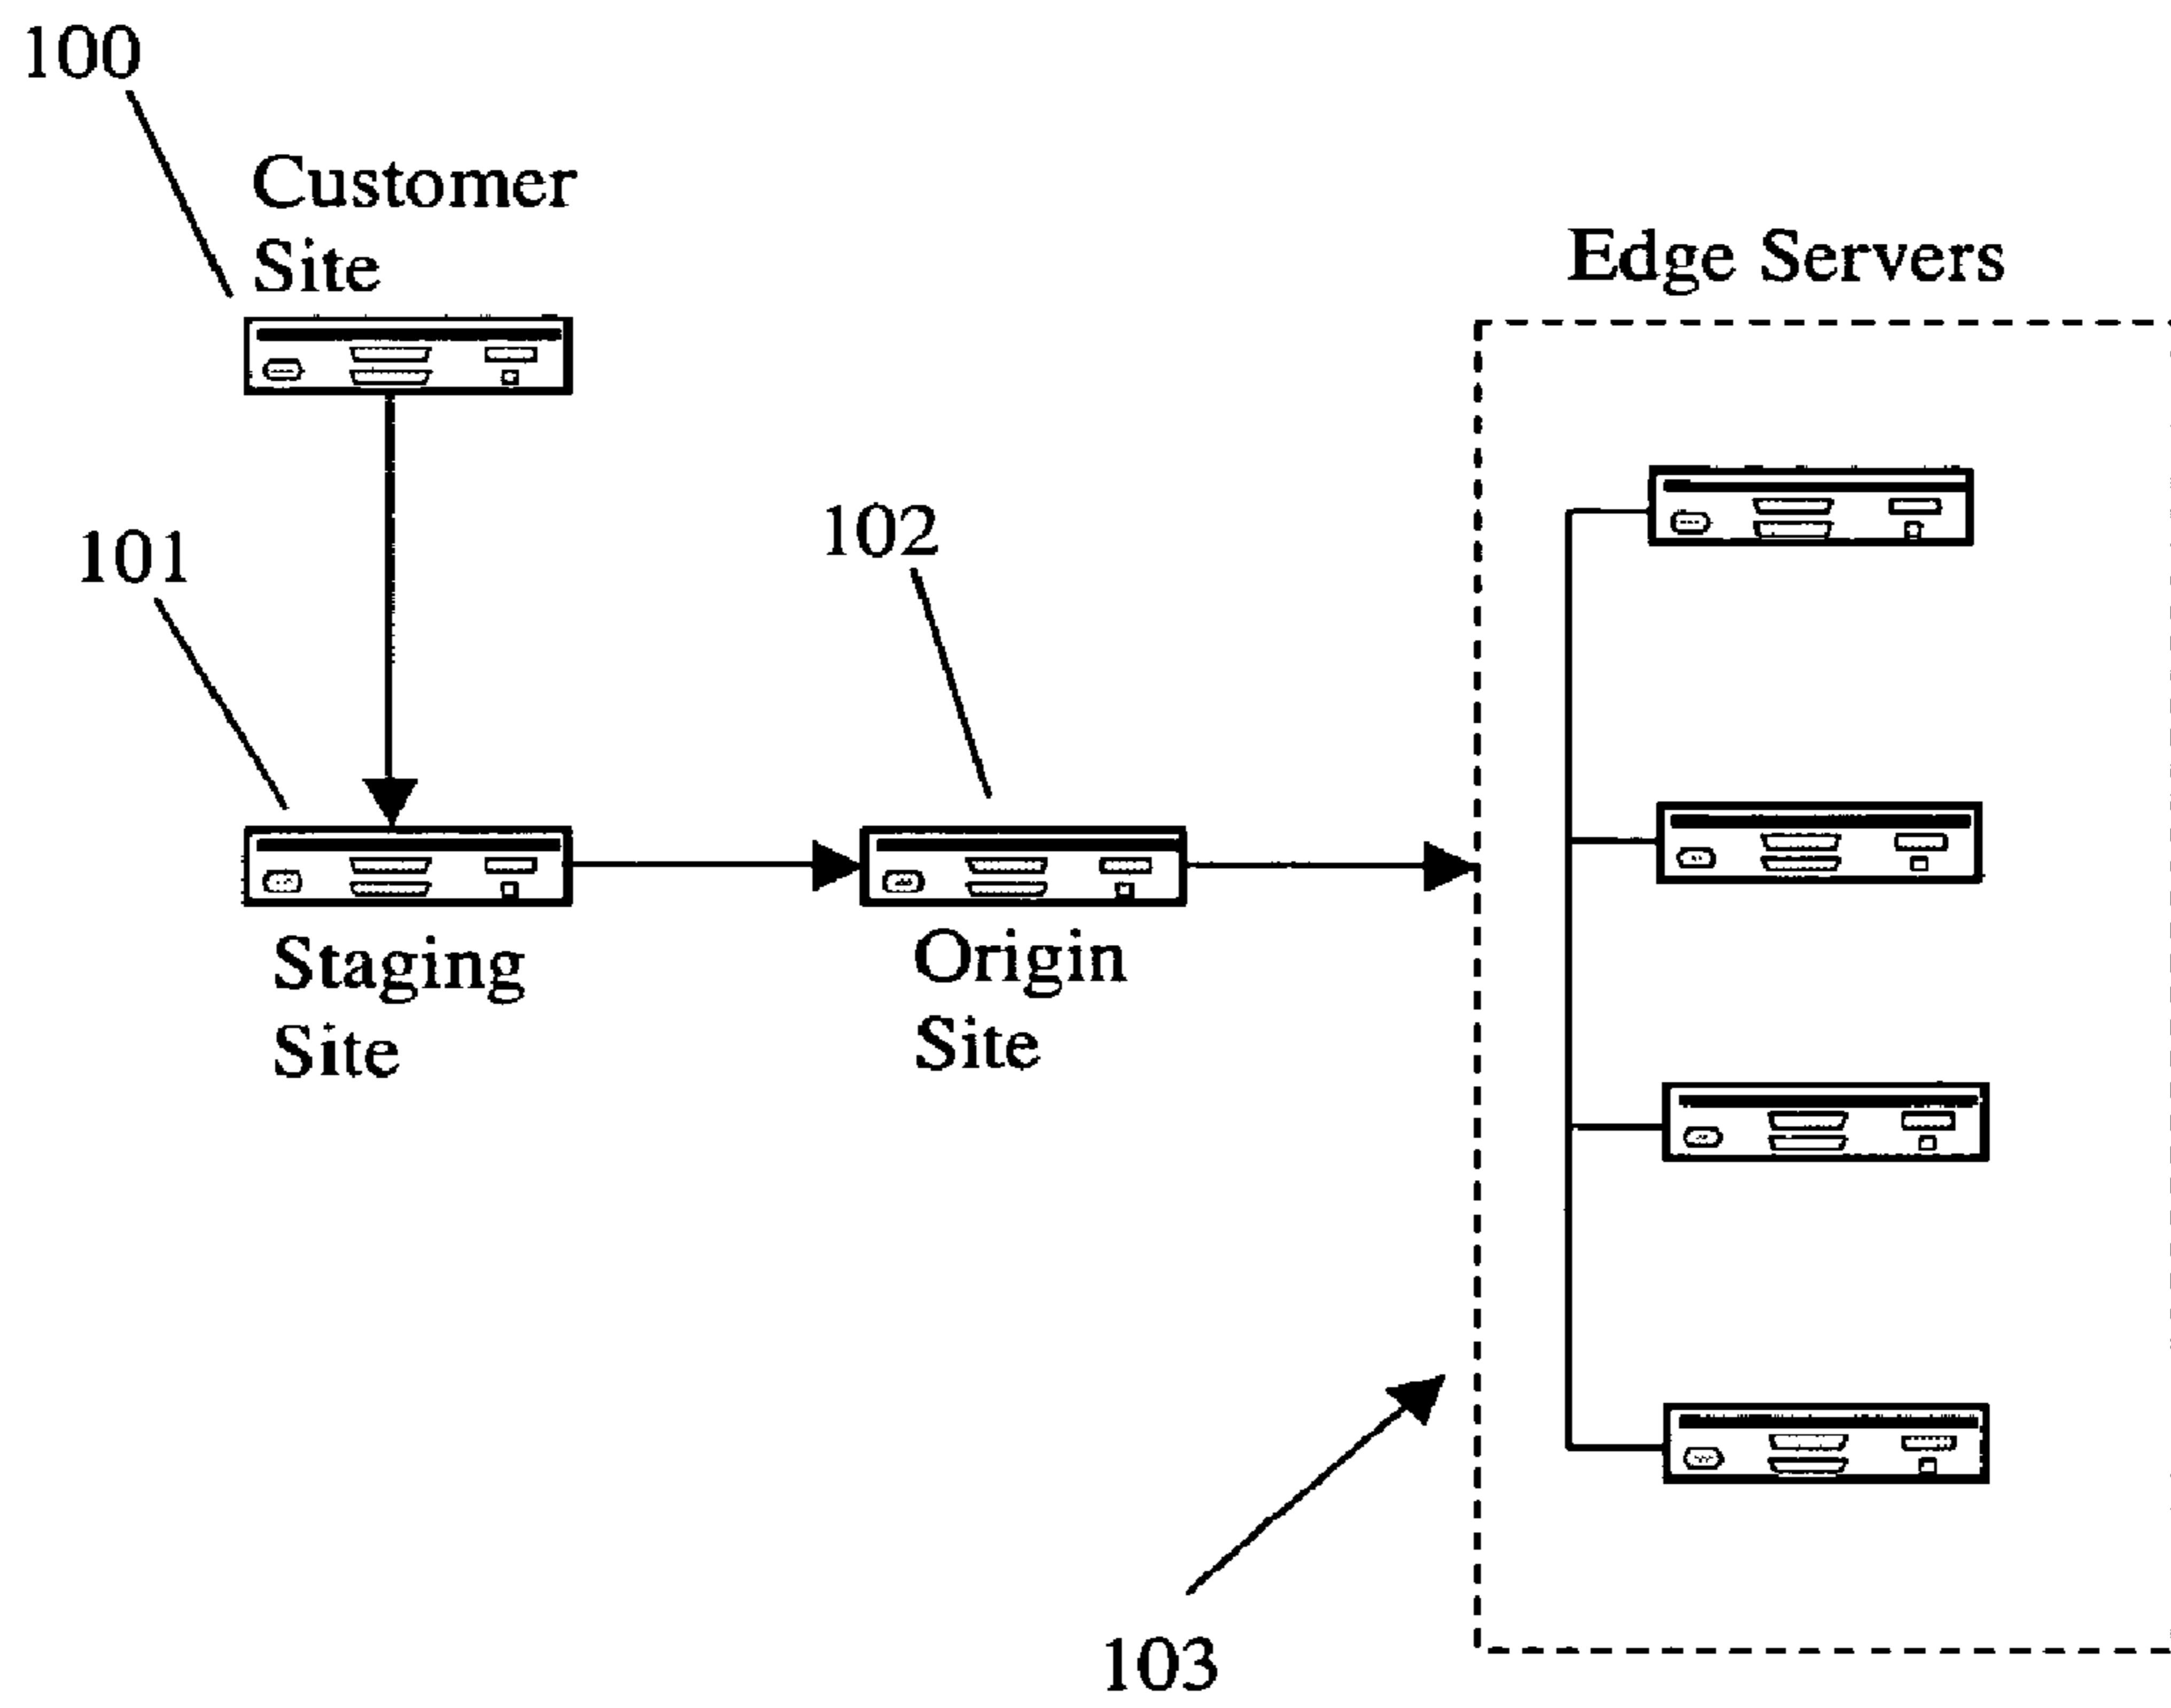 100
Customer
Site
Edge Servers
101
102
Staging
Site
Origin
Site
103